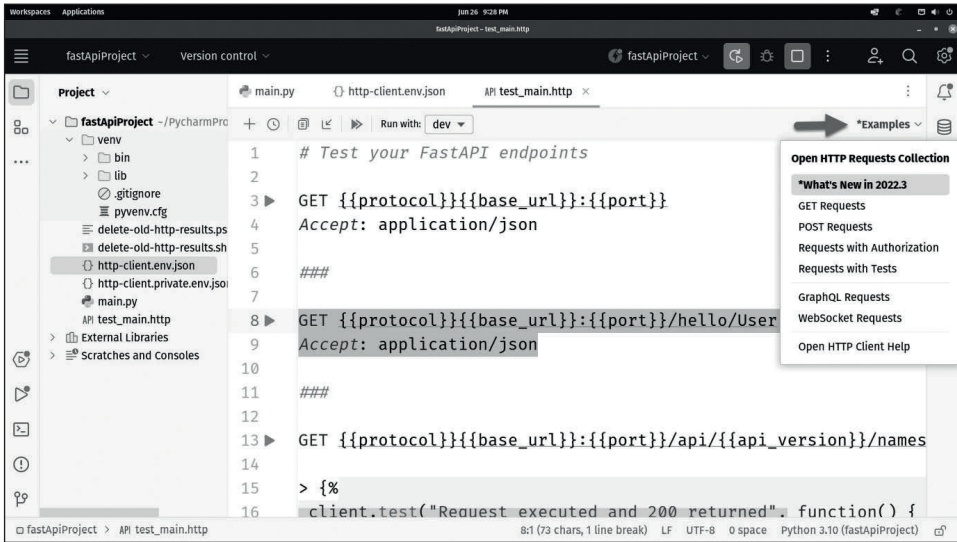 Workspaces Applications
Jun 26 9:28 PM
fastApiProject – test_main.http
fastApiProject
Version control
fastApiProject
Project
main.py
http-client.env.json
API test_main.http
fastApiProject ~/PycharmPro
Run with: dev
*Examples
venv
bin
lib
.gitignore
pyvenv.cfg
delete-old-http-results.ps
delete-old-http-results.sh
{} http-client.env.json
{} http-client.private.env.json
main.py
API test_main.http
External Libraries
Scratches and Consoles
1 # Test your FastAPI endpoints
2
3 GET {{protocol}}{{base_url}}:{{port}}
4 Accept: application/json
5
6 ###
7
8 GET {{protocol}}{{base_url}}:{{port}}/hello/User
9 Accept: application/json
10
11 ###
12
13 GET {{protocol}}{{base_url}}:{{port}}/api/{{api_version}}/names
14
15 > {%
16 client.test("Request executed and 200 returned", function() {
Open HTTP Requests Collection
*What's New in 2022.3
GET Requests
POST Requests
Requests with Authorization
Requests with Tests
GraphQL Requests
WebSocket Requests
Open HTTP Client Help
fastApiProject > API test_main.http
8:1 (73 chars, 1 line break) LF UTF-8 0 space Python 3.10 (fastApiProject)